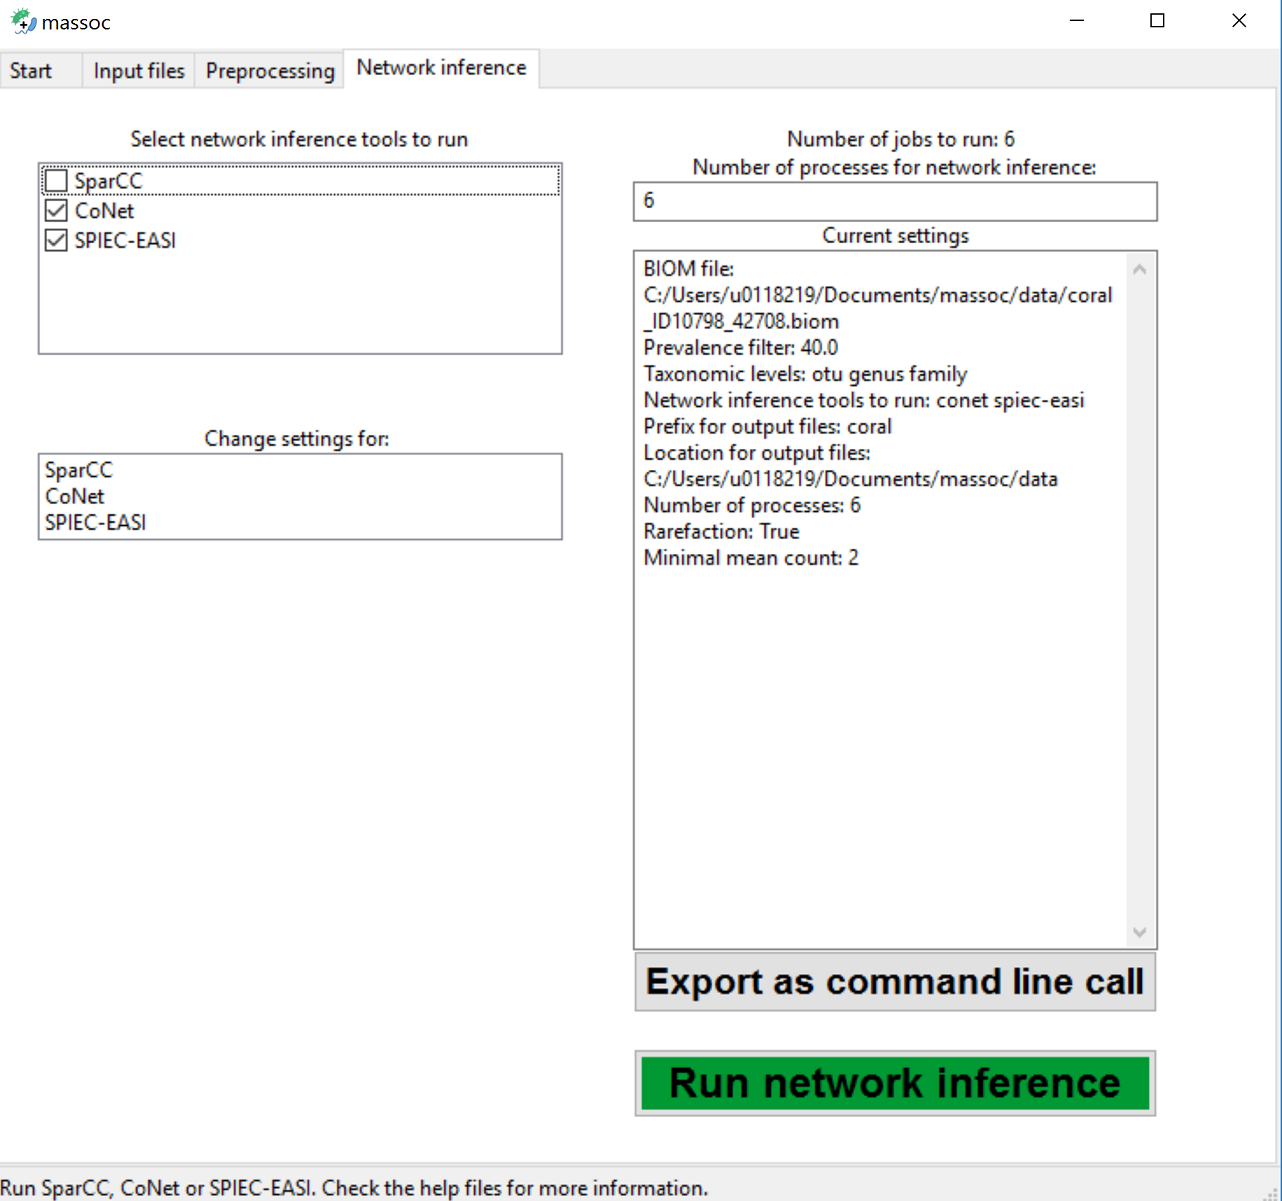 massoc
Start
Input files
Preprocessing
Network inference
Select network inference tools to run
SparCC
CoNet
SPIEC-EASI
Change settings for:
SparCC
CoNet
SPIEC-EASI
Number of jobs to run: 6
Number of processes for network inference:
6
Current settings
BIOM file:
C:/Users/u0118219/Documents/massoc/data/coral
_ID10798_42708.biom
Prevalence filter: 40.0
Taxonomic levels: otu genus family
Network inference tools to run: conet spiec-easi
Prefix for output files: coral
Location for output files:
C:/Users/u0118219/Documents/massoc/data
Number of processes: 6
Rarefaction: True
Minimal mean count: 2
Export as command line call
Run network inference
Run SparCC, CoNet or SPIEC-EASI. Check the help files for more information.